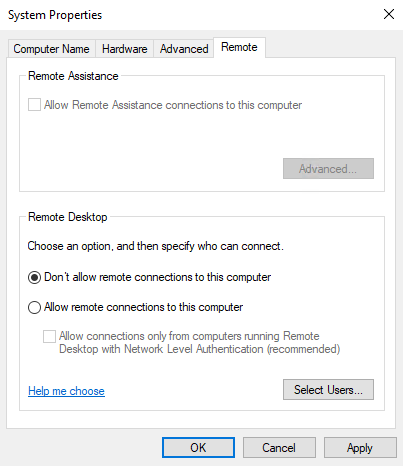 System Properties
Computer Name Hardware Advanced Remote
Remote Assistance
Allow Remote Assistance connections to this computer
Advanced...
Remote Desktop
Choose an option, and then specify who can connect.
Don't allow remote connections to this computer
Allow remote connections to this computer
Allow connections only from computers running Remote
Desktop with Network Level Authentication (recommended)
Help me choose Select Users...
OK Cancel Apply